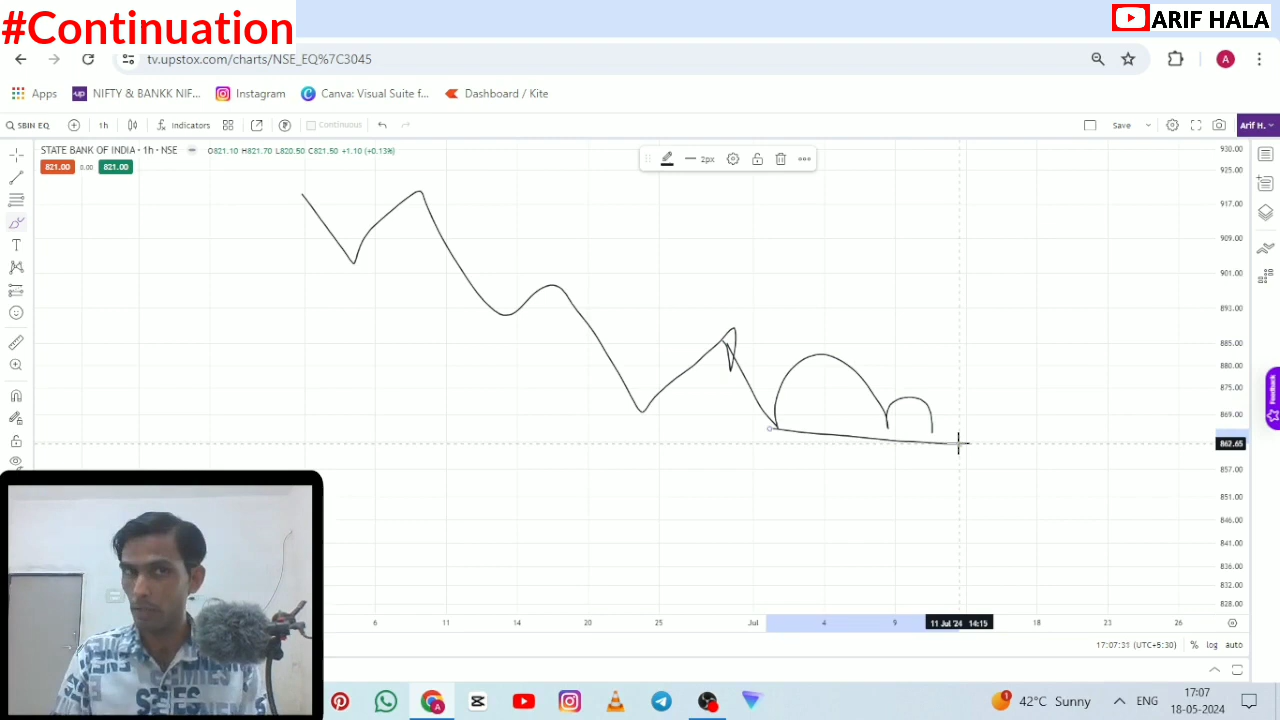 #Continuation
ARIF HALA
tv.upstox.com/charts/NSE_EQ%7C3045
Apps
NIFTY & BANKK NIF...
Instagram
Canva: Visual Suite f...
Dashboard / Kite
SBIN EQ
1h
Indicators
Continuous
Save
Arif H.
STATE BANK OF INDIA · 1h · NSE
O821.10 H821.70 L820.50 C821.50 +1.10 (+0.13%)
821.00
0.00
821.00
2px
930.00
925.00
917.00
909.00
901.00
893.00
885.00
880.00
875.00
869.00
862.65
857.00
851.00
846.00
841.00
836.00
832.00
828.00
Feedback
6
11
14
20
25
Jul
4
9
11 Jul '24 14:15
18
23
26
17:07:31 (UTC+5:30)
%
log
auto
42°C Sunny
ENG
17:07
18-05-2024